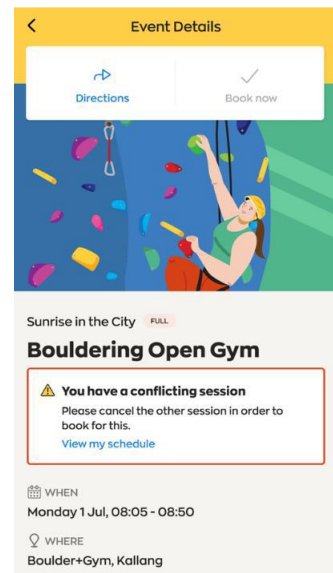 Event Details
Directions
Book now
Sunrise in the City FULL
Bouldering Open Gym
You have a conflicting session
Please cancel the other session in order to
book for this.
View my schedule
WHEN
Monday 1 Jul, 08:05 - 08:50
WHERE
Boulder+Gym, Kallang